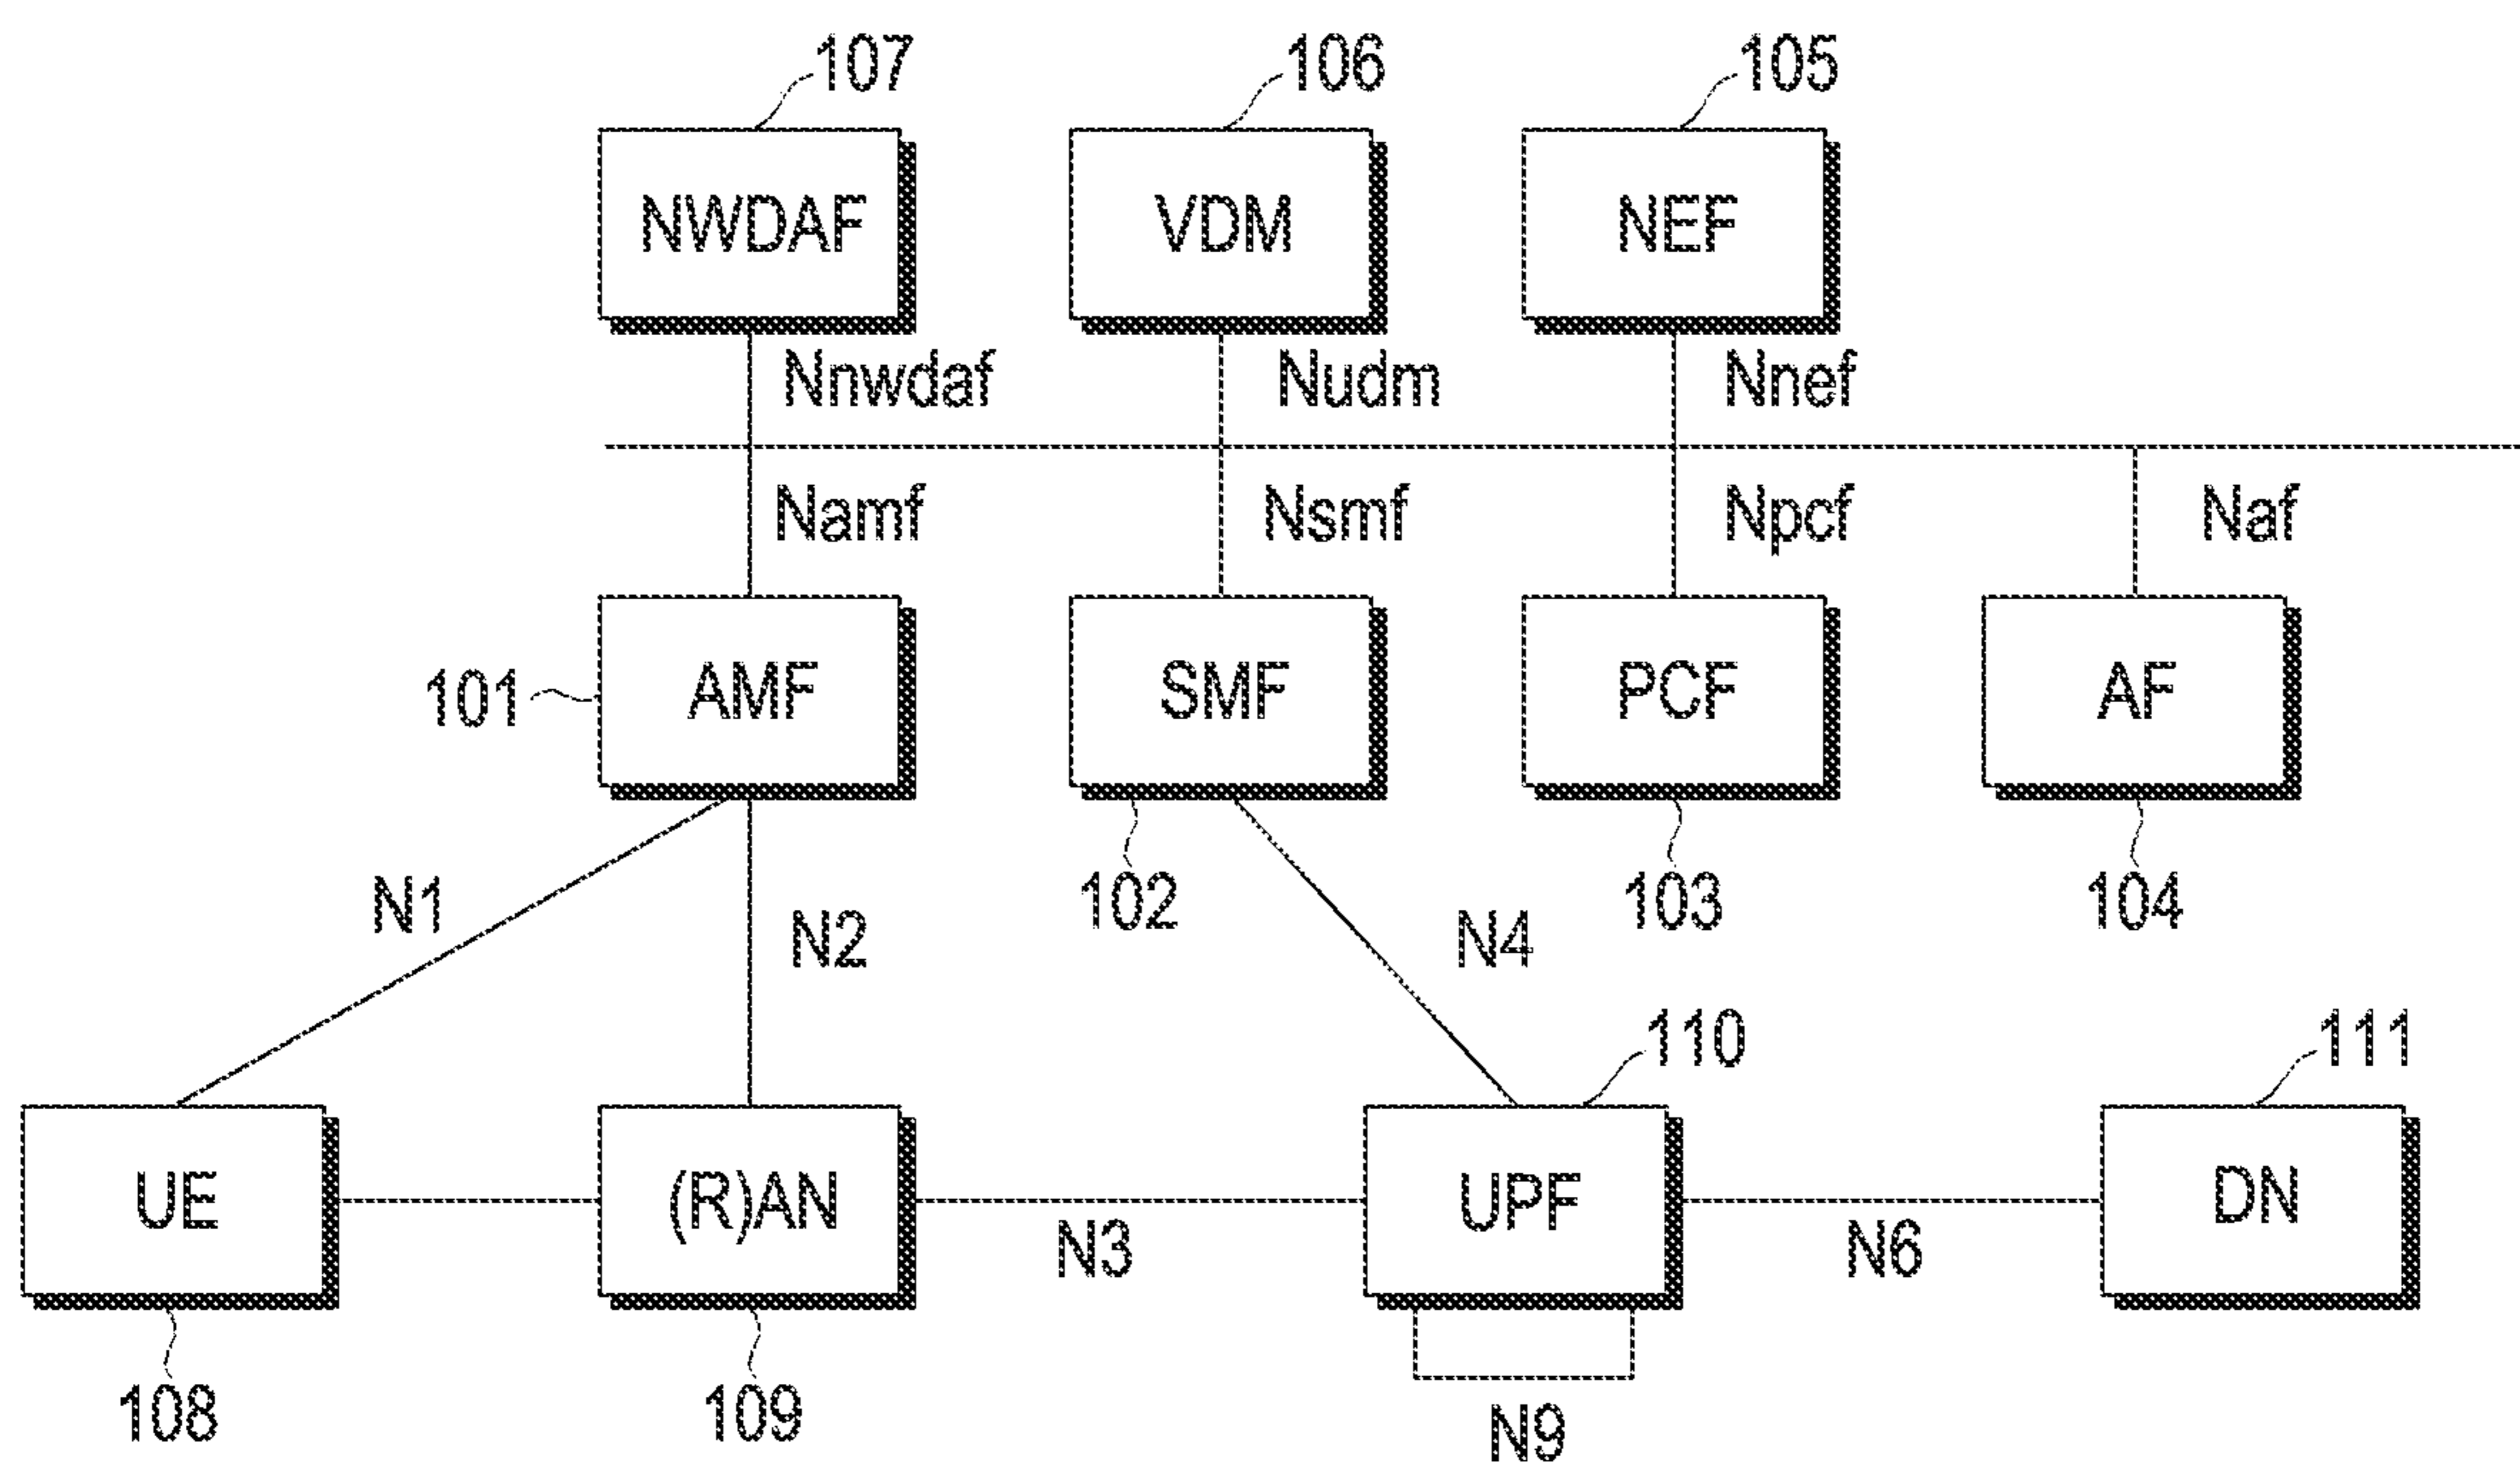 107
106
105
NWDAF
VDM
NEF
Nnwdaf
Nudm
Nnef
Namf
Nsmf
Npcf
Naf
101
AMF
SMF
PCF
AF
102
103
104
N1
N2
N4
110
111
UE
(R)AN
UPF
DN
N3
N6
108
109
N9